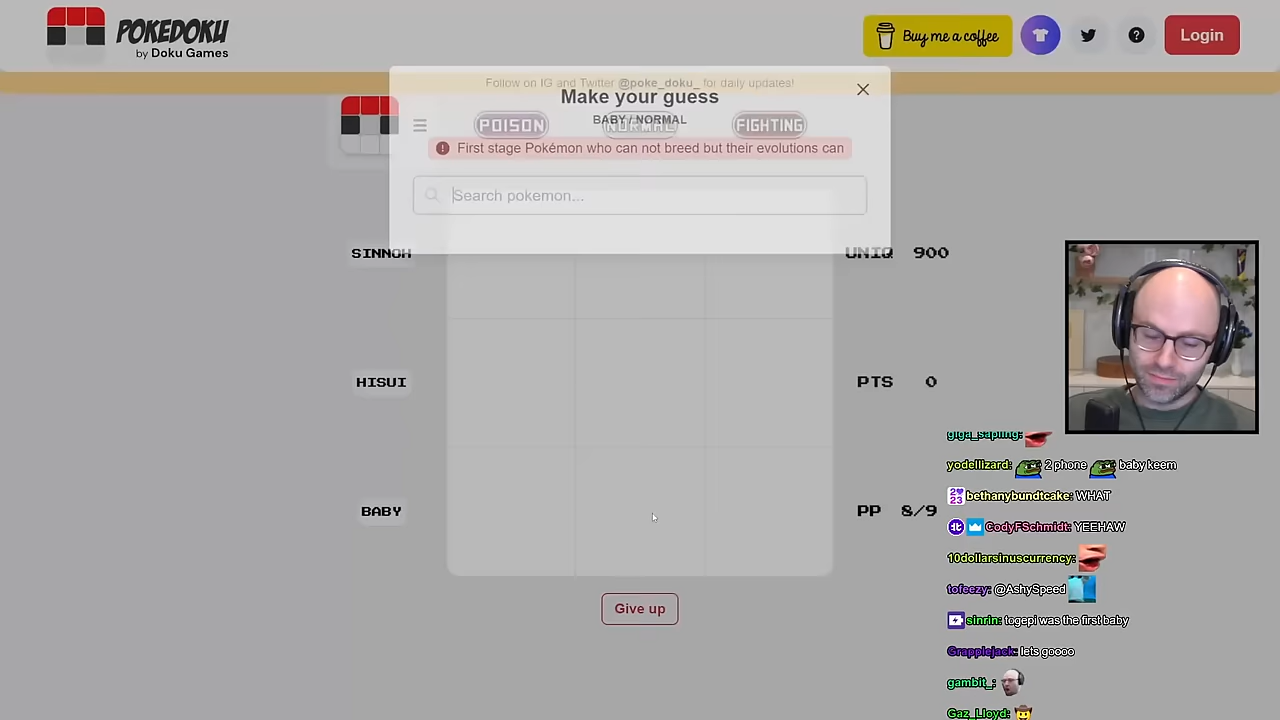 POKEDOKU
by Doku Games
Buy me a coffee
Login
Follow on IG and Twitter @poke_doku_ for daily updates!
Make your guess
BABY / NORMAL
POISON
NORMAL
FIGHTING
First stage Pokémon who can not breed but their evolutions can
Search pokemon...
SINNOH
UNIQ 900
HISUI
PTS 0
BABY
PP 8/9
Give up
giga_sapling:
yodellizard: 2 phone baby keem
bethanybundtcake: WHAT
CodyFSchmidt: YEEHAW
10dollarsinuscurrency:
tofeezy: @AshySpeed
sinrin: togepi was the first baby
Grapplejack: lets goooo
gambit_:
Gaz_Lloyd: